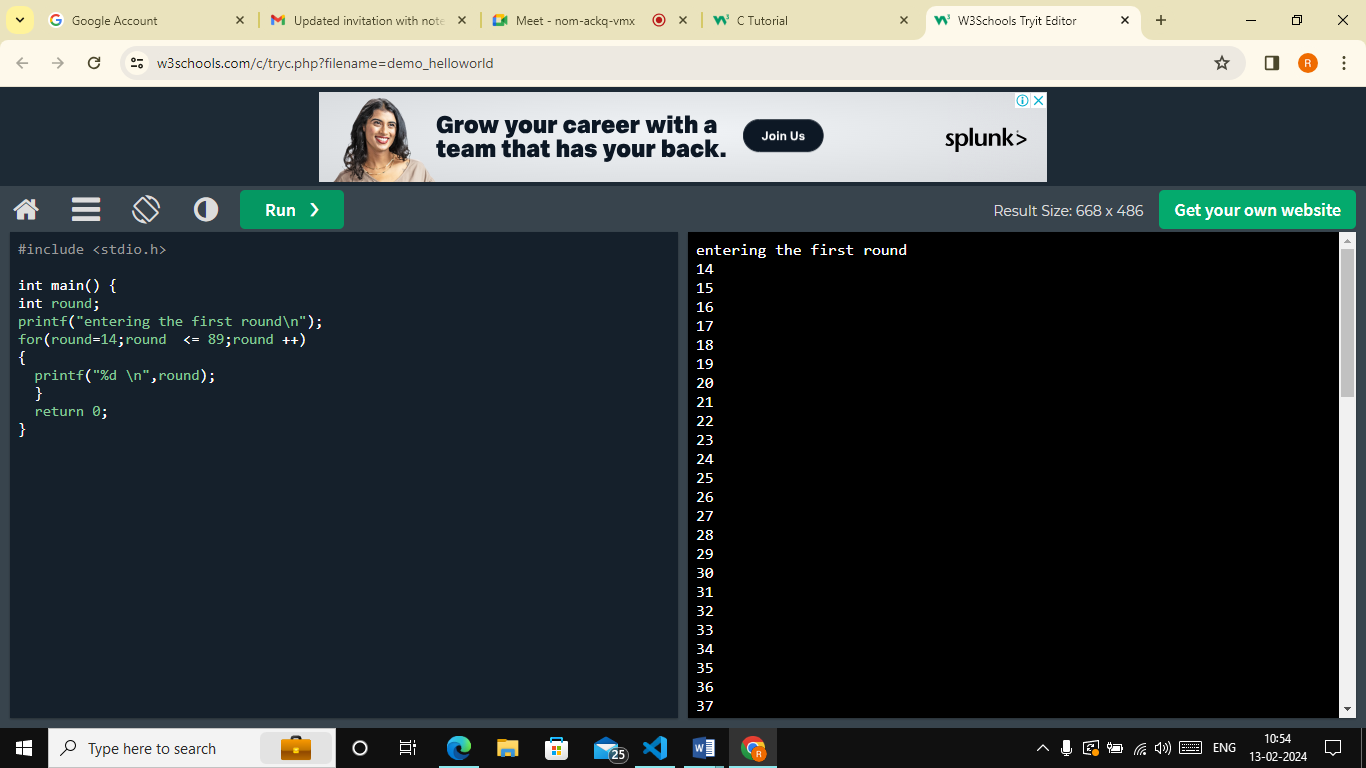 Google Account
Updated invitation with note
Meet - nom-ackq-vmx
C Tutorial
W3Schools Tryit Editor
w3schools.com/c/tryc.php?filename=demo_helloworld
R
Grow your career with a
team that has your back.
Join Us
splunk>
Run ❯
Result Size: 668 x 486
Get your own website
#include <stdio.h>
int main() {
int round;
printf("entering the first round\n");
for(round=14;round  <= 89;round ++)
{
  printf("%d \n",round);
  }
  return 0;
}
entering the first round
14
15
16
17
18
19
20
21
22
23
24
25
26
27
28
29
30
31
32
33
34
35
36
37
Type here to search
25
R
ENG
10:54
13-02-2024